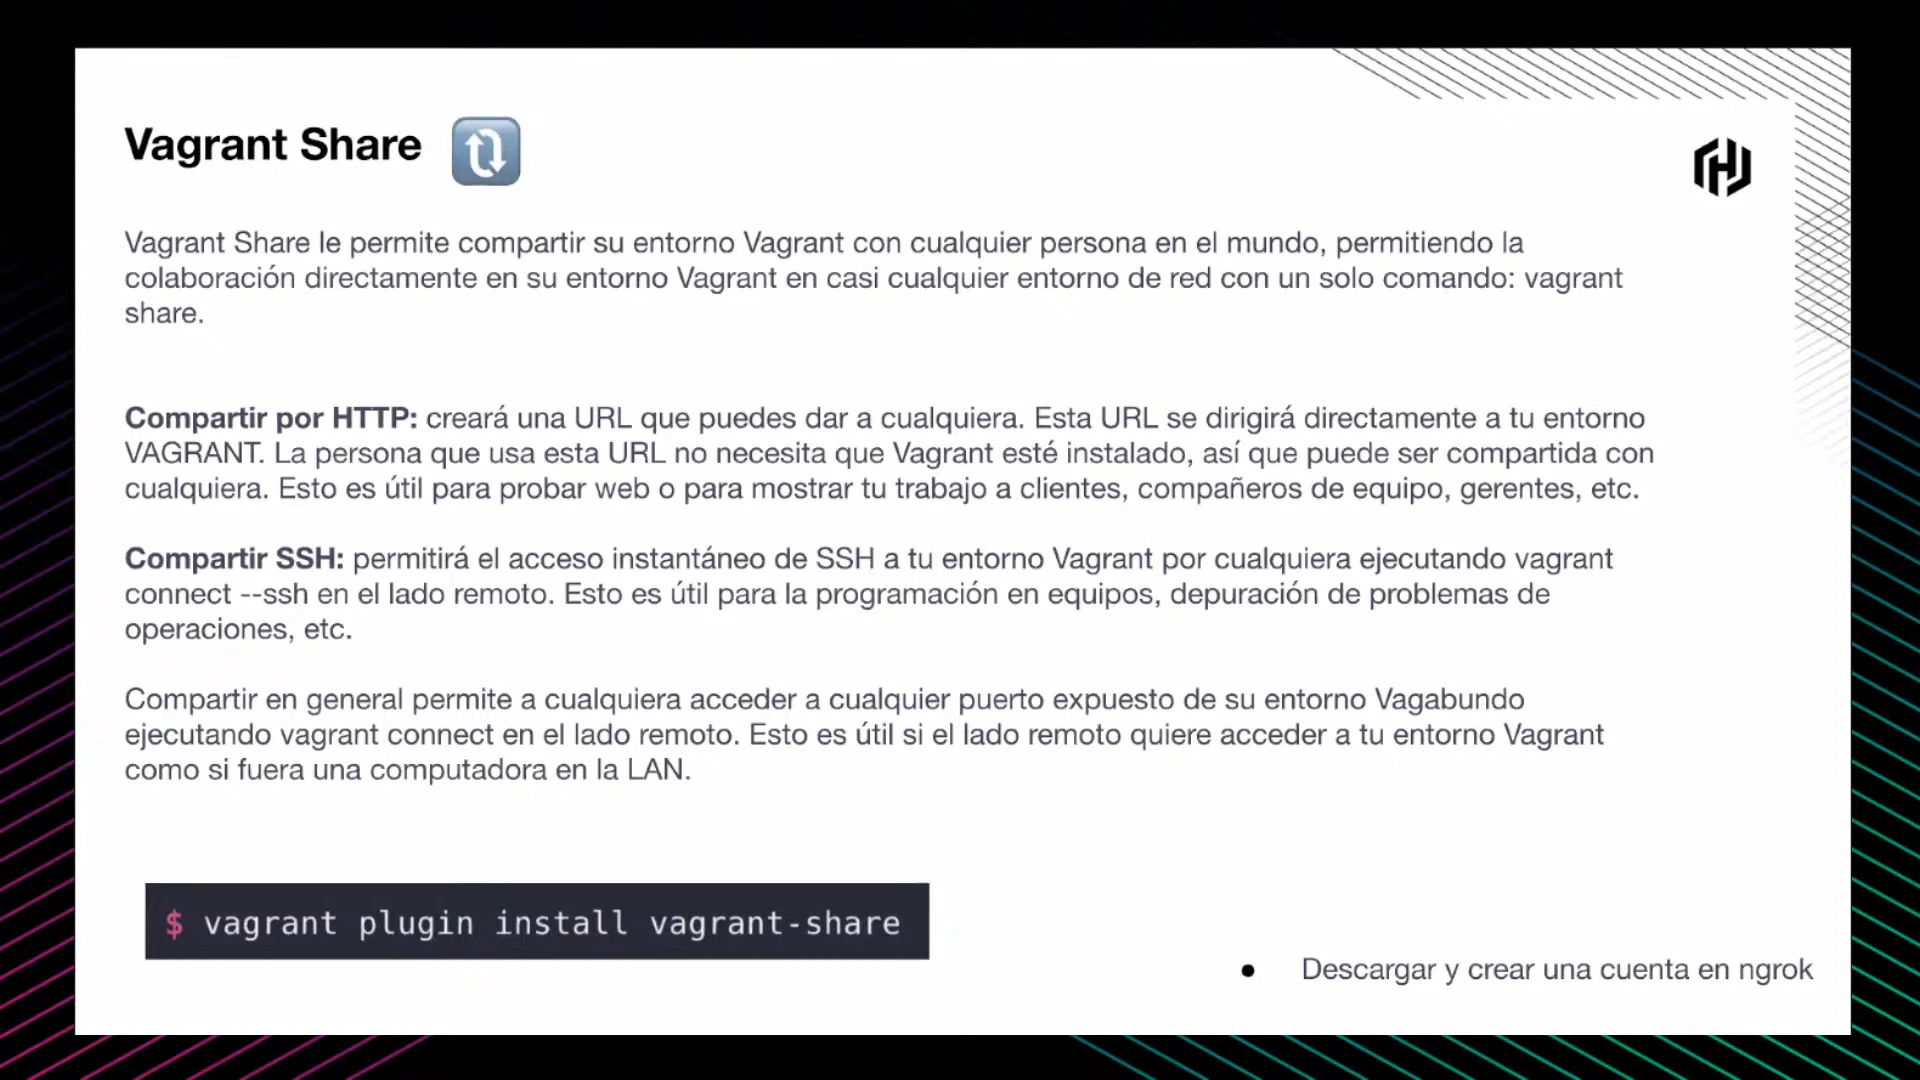 Vagrant Share
Vagrant Share le permite compartir su entorno Vagrant con cualquier persona en el mundo, permitiendo la
colaboración directamente en su entorno Vagrant en casi cualquier entorno de red con un solo comando: vagrant
share.
Compartir por HTTP: creará una URL que puedes dar a cualquiera. Esta URL se dirigirá directamente a tu entorno
VAGRANT. La persona que usa esta URL no necesita que Vagrant esté instalado, así que puede ser compartida con
cualquiera. Esto es útil para probar web o para mostrar tu trabajo a clientes, compañeros de equipo, gerentes, etc.
Compartir SSH: permitirá el acceso instantáneo de SSH a tu entorno Vagrant por cualquiera ejecutando vagrant
connect --ssh en el lado remoto. Esto es útil para la programación en equipos, depuración de problemas de
operaciones, etc.
Compartir en general permite a cualquiera acceder a cualquier puerto expuesto de su entorno Vagabundo
ejecutando vagrant connect en el lado remoto. Esto es útil si el lado remoto quiere acceder a tu entorno Vagrant
como si fuera una computadora en la LAN.
$ vagrant plugin install vagrant-share
● Descargar y crear una cuenta en ngrok